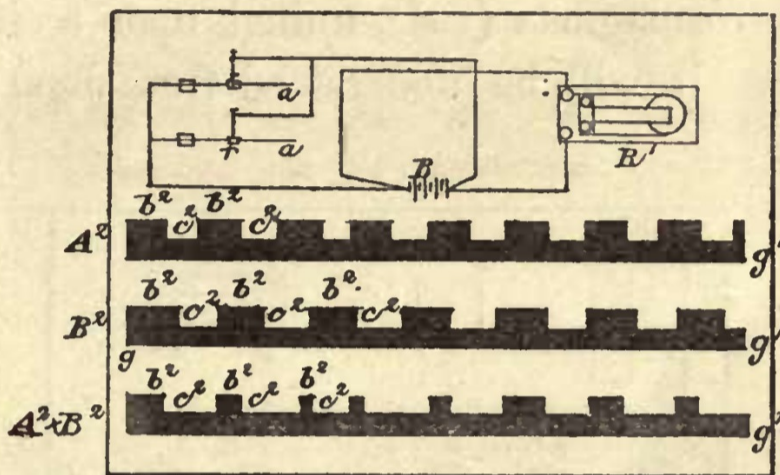 a
a
B
R'
b² b²
A² c² c² g'
b² b² b².
B² c² c² c² g'
g
b² b² b²
A²+B² c² c² c² g'